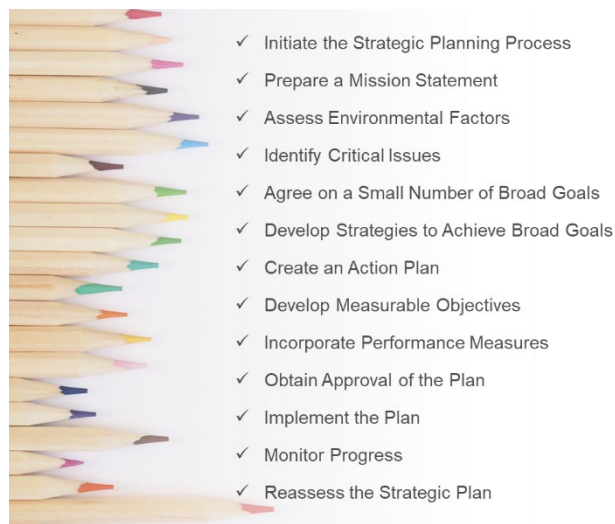 ✓ Initiate the Strategic Planning Process
✓ Prepare a Mission Statement
✓ Assess Environmental Factors
✓ Identify Critical Issues
✓ Agree on a Small Number of Broad Goals
✓ Develop Strategies to Achieve Broad Goals
✓ Create an Action Plan
✓ Develop Measurable Objectives
✓ Incorporate Performance Measures
✓ Obtain Approval of the Plan
✓ Implement the Plan
✓ Monitor Progress
✓ Reassess the Strategic Plan